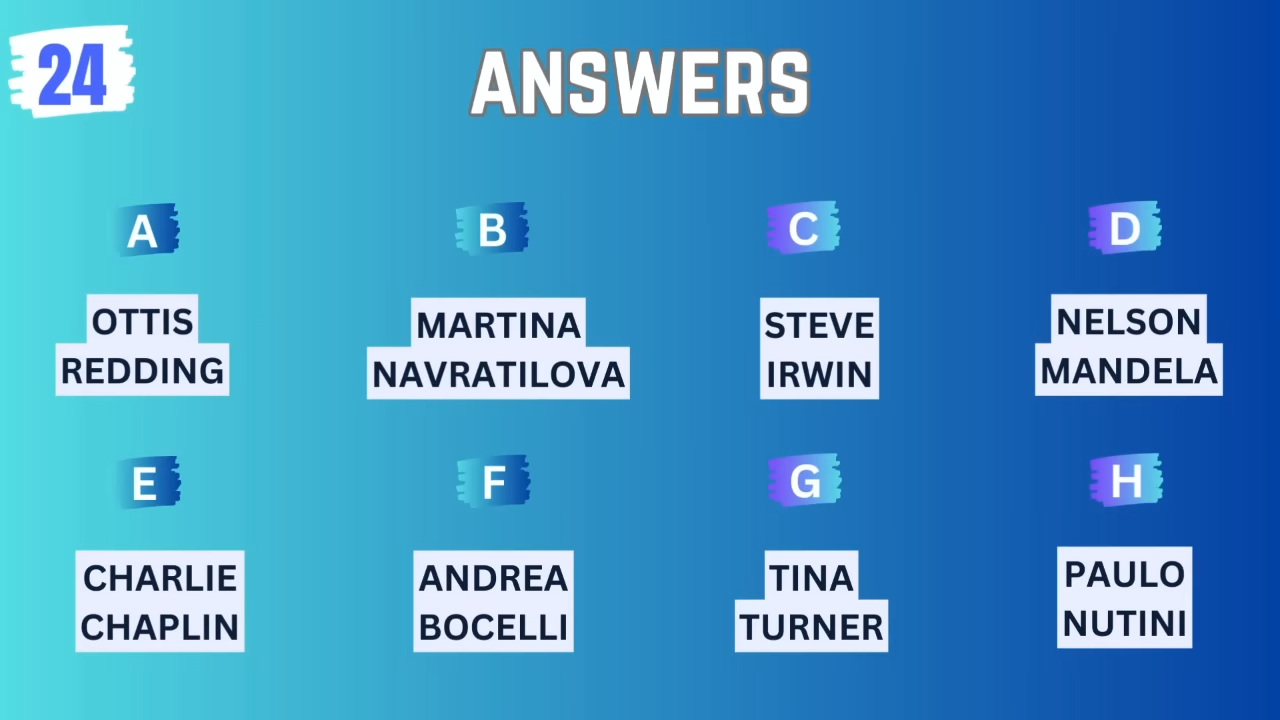 24
ANSWERS
A
B
C
D
OTTIS
REDDING
MARTINA
NAVRATILOVA
STEVE
IRWIN
NELSON
MANDELA
E
F
G
H
CHARLIE
CHAPLIN
ANDREA
BOCELLI
TINA
TURNER
PAULO
NUTINI